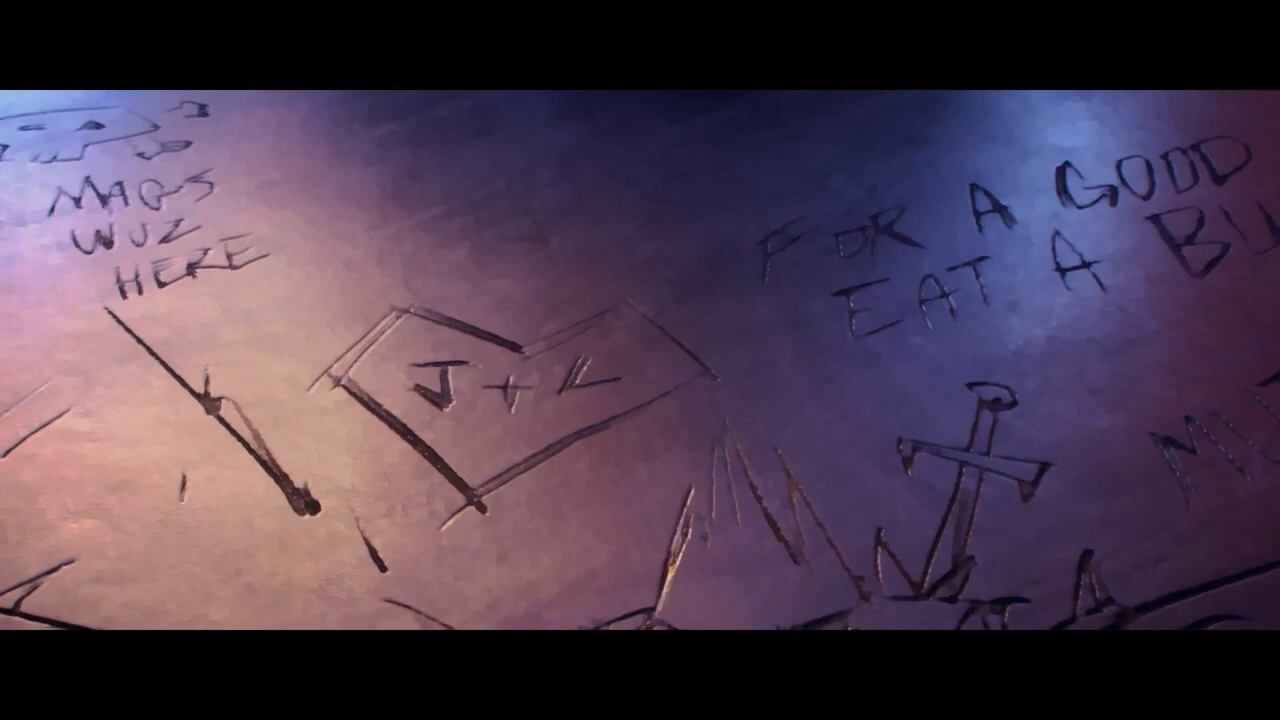 MAGS
WUZ
HERE
J + L
FOR A GOOD
EAT A